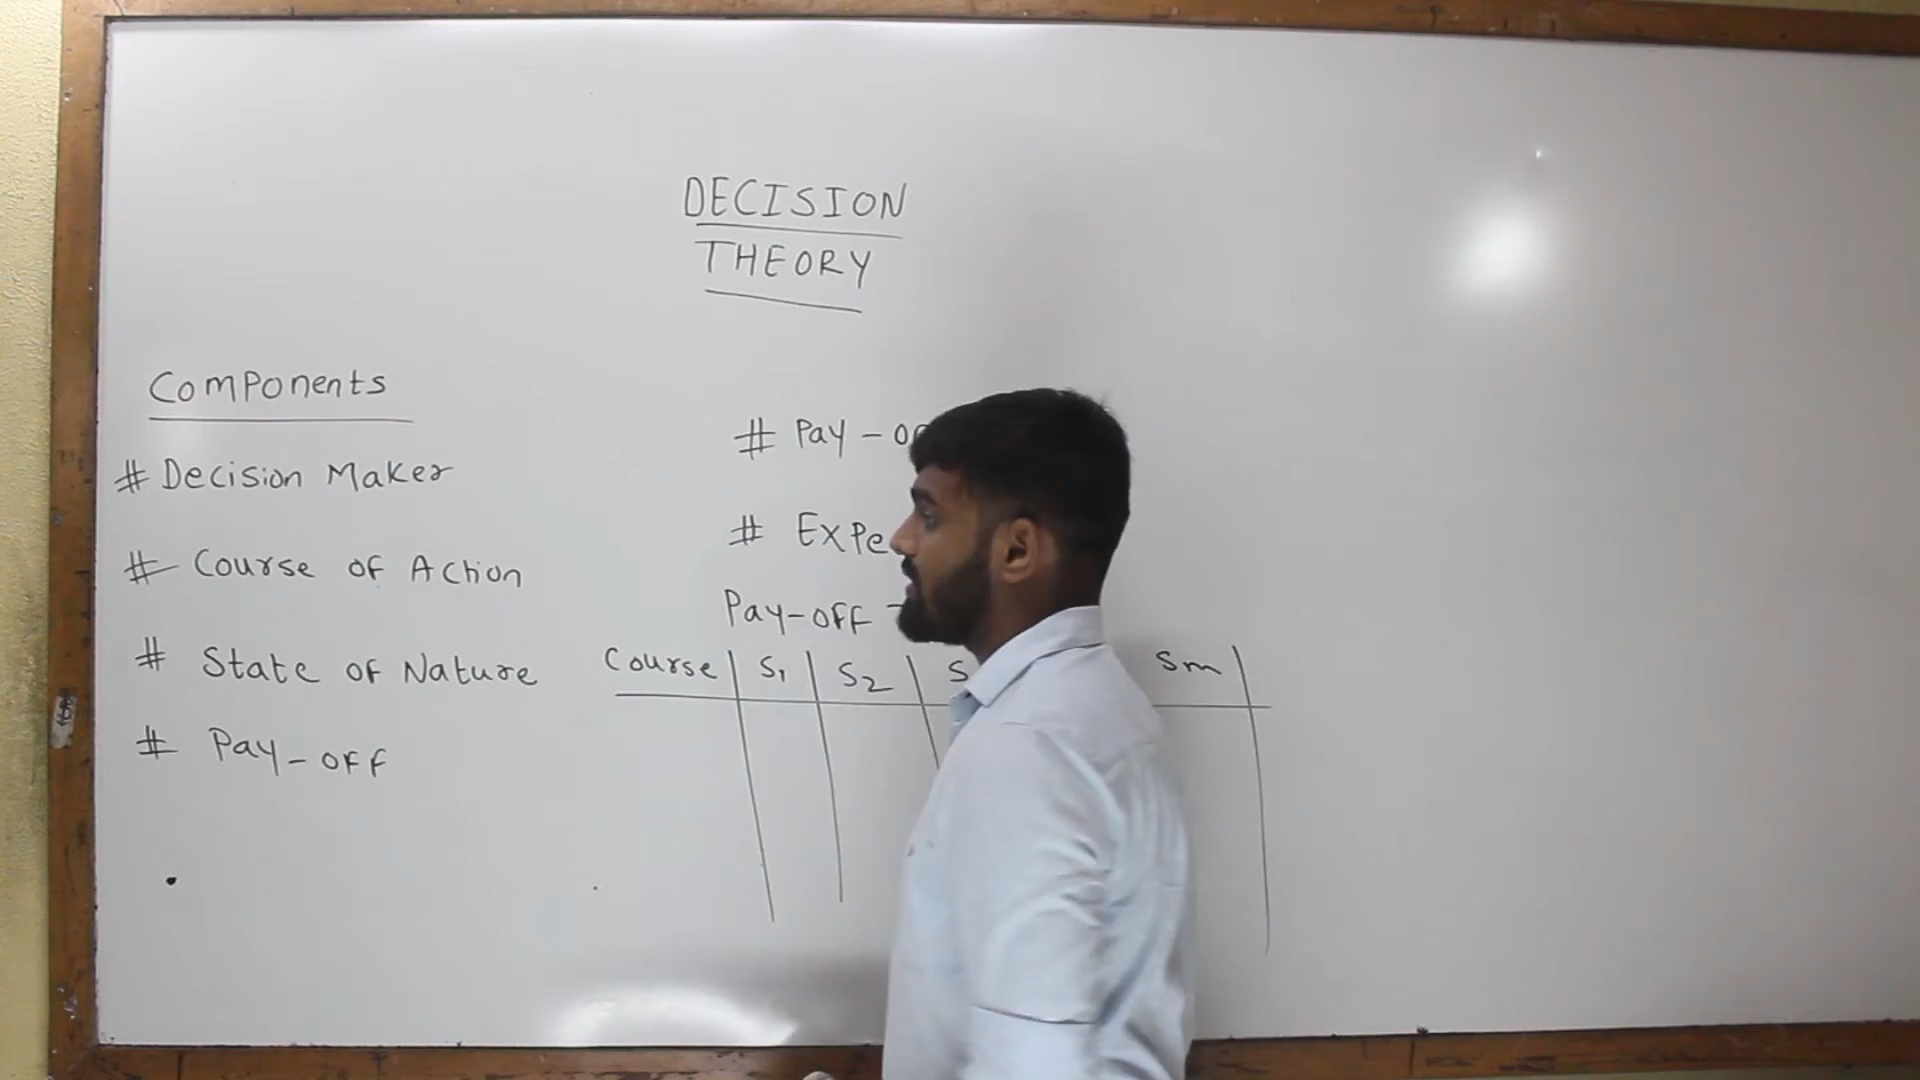 DECISION
THEORY
Components
# Decision Maker
# Course of Action
# State of Nature
# Pay-off
# Pay-
#
Pay-off
Course S1 S2 Sm